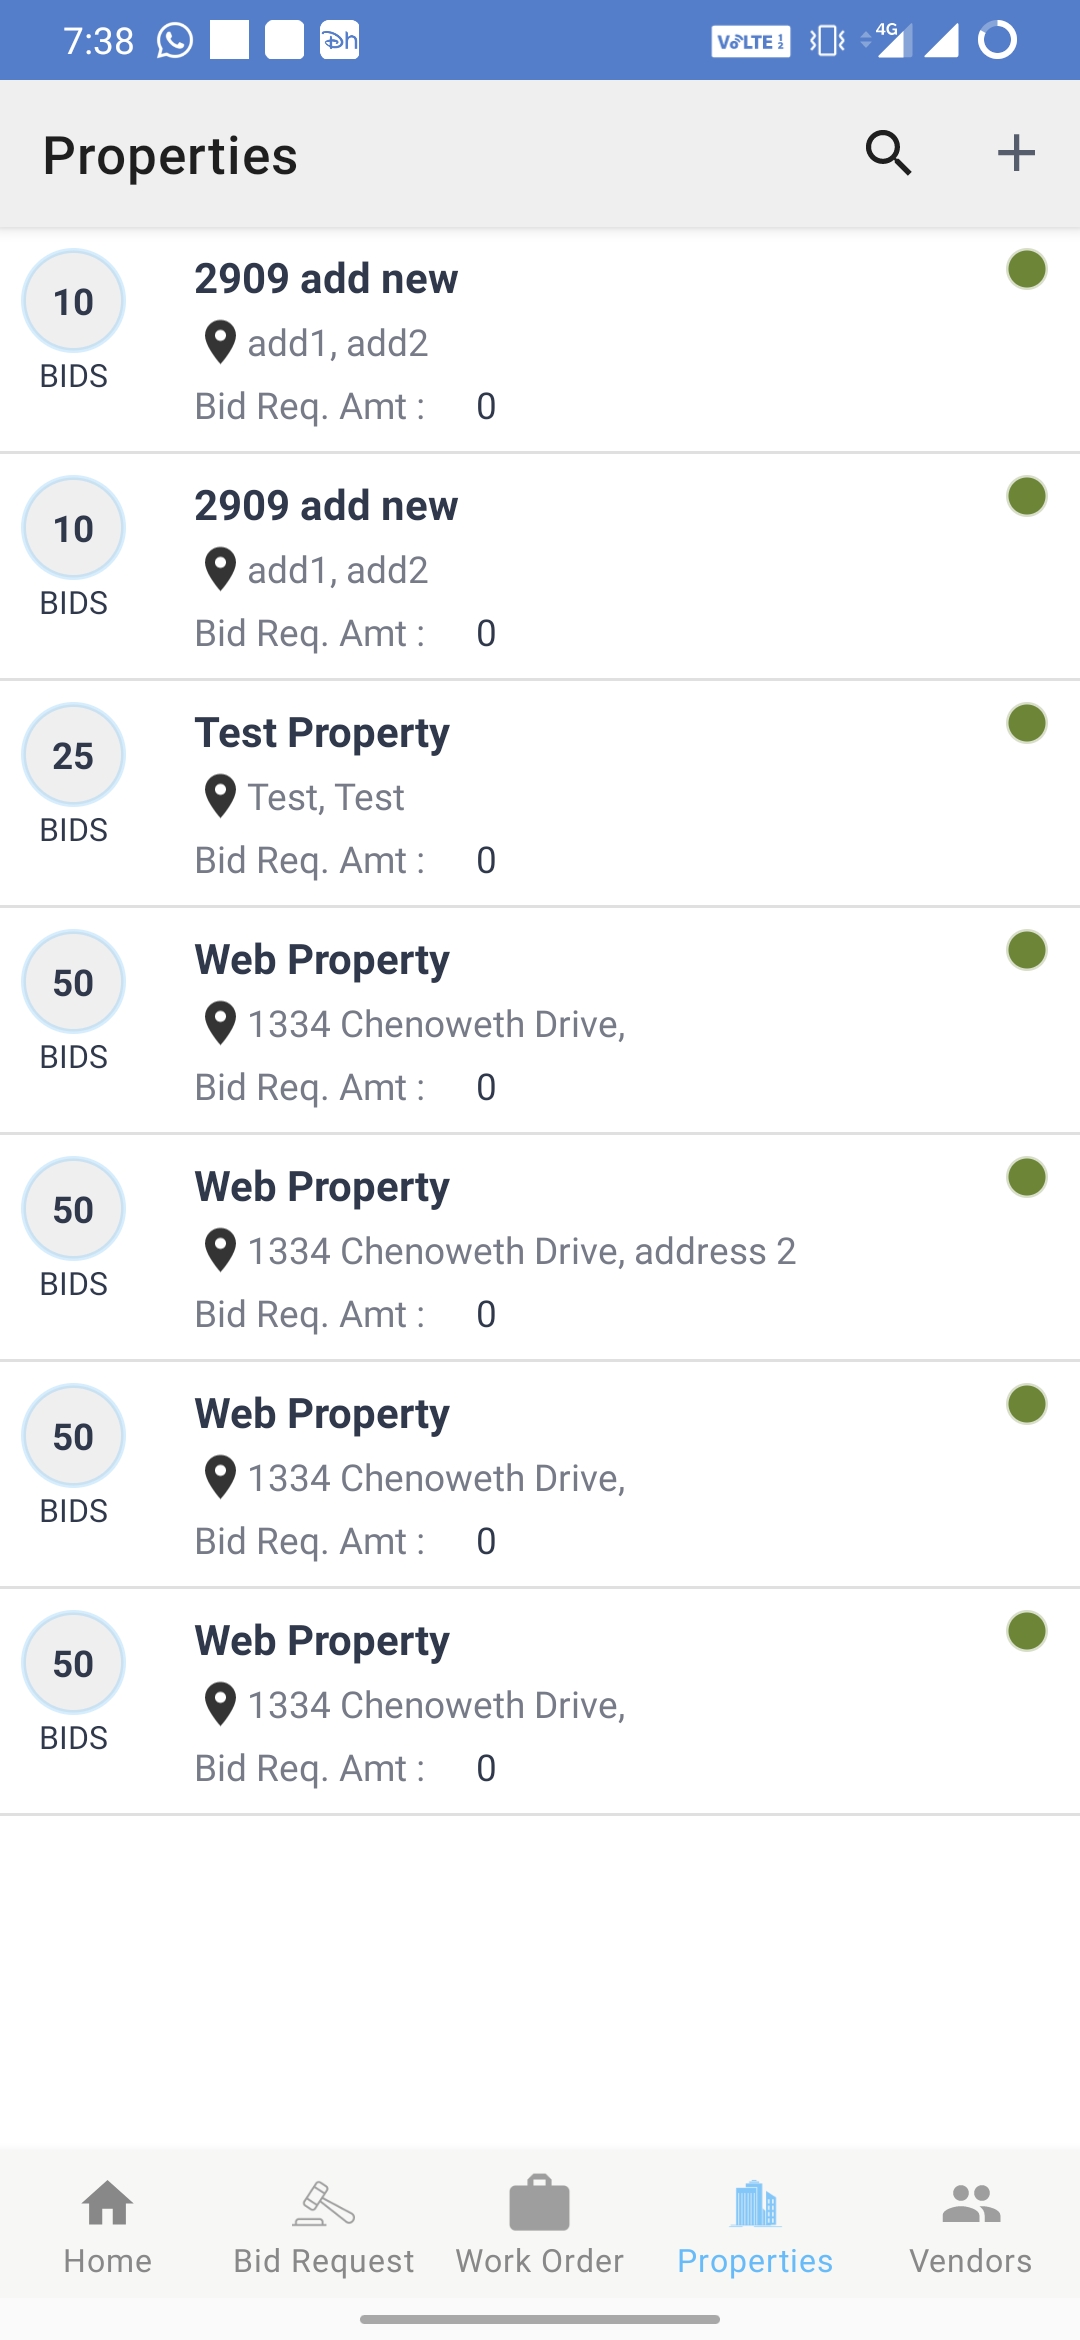 7:38 Dh VoLTE 1 2 4G
Properties
10
BIDS
2909 add new
add1, add2
Bid Req. Amt : 0
10
BIDS
2909 add new
add1, add2
Bid Req. Amt : 0
25
BIDS
Test Property
Test, Test
Bid Req. Amt : 0
50
BIDS
Web Property
1334 Chenoweth Drive,
Bid Req. Amt : 0
50
BIDS
Web Property
1334 Chenoweth Drive, address 2
Bid Req. Amt : 0
50
BIDS
Web Property
1334 Chenoweth Drive,
Bid Req. Amt : 0
50
BIDS
Web Property
1334 Chenoweth Drive,
Bid Req. Amt : 0
Home Bid Request Work Order Properties Vendors